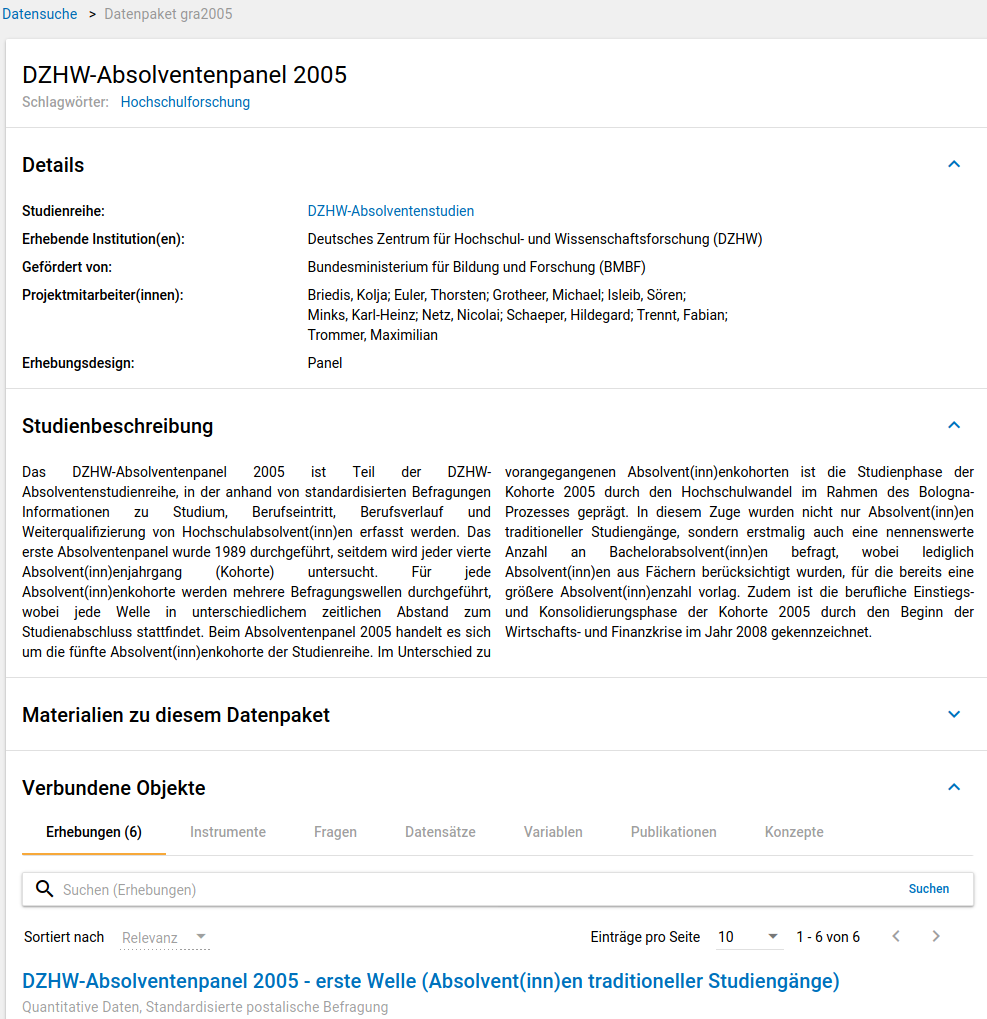 Datensuche > Datenpaket gra2005
DZHW-Absolventenpanel 2005
Schlagwörter: Hochschulforschung
Details
Studienreihe: DZHW-Absolventenstudien
Erhebende Institution(en): Deutsches Zentrum für Hochschul- und Wissenschaftsforschung (DZHW)
Gefördert von: Bundesministerium für Bildung und Forschung (BMBF)
Projektmitarbeiter(innen): Briedis, Kolja; Euler, Thorsten; Grotheer, Michael; Isleib, Sören;
Minks, Karl-Heinz; Netz, Nicolai; Schaeper, Hildegard; Trennt, Fabian;
Trommer, Maximilian
Erhebungsdesign: Panel
Studienbeschreibung
Das DZHW-Absolventenpanel 2005 ist Teil der DZHW-
Absolventenstudienreihe, in der anhand von standardisierten Befragungen
Informationen zu Studium, Berufseintritt, Berufsverlauf und
Weiterqualifizierung von Hochschulabsolvent(inn)en erfasst werden. Das
erste Absolventenpanel wurde 1989 durchgeführt, seitdem wird jeder vierte
Absolvent(inn)enjahrgang (Kohorte) untersucht. Für jede
Absolvent(inn)enkohorte werden mehrere Befragungswellen durchgeführt,
wobei jede Welle in unterschiedlichem zeitlichen Abstand zum
Studienabschluss stattfindet. Beim Absolventenpanel 2005 handelt es sich
um die fünfte Absolvent(inn)enkohorte der Studienreihe. Im Unterschied zu
vorangegangenen Absolvent(inn)enkohorten ist die Studienphase der
Kohorte 2005 durch den Hochschulwandel im Rahmen des Bologna-
Prozesses geprägt. In diesem Zuge wurden nicht nur Absolvent(inn)en
traditioneller Studiengänge, sondern erstmalig auch eine nennenswerte
Anzahl an Bachelorabsolvent(inn)en befragt, wobei lediglich
Absolvent(inn)en aus Fächern berücksichtigt wurden, für die bereits eine
größere Absolvent(inn)enzahl vorlag. Zudem ist die berufliche Einstiegs-
und Konsolidierungsphase der Kohorte 2005 durch den Beginn der
Wirtschafts- und Finanzkrise im Jahr 2008 gekennzeichnet.
Materialien zu diesem Datenpaket
Verbundene Objekte
Erhebungen (6) Instrumente Fragen Datensätze Variablen Publikationen Konzepte
Suchen (Erhebungen) Suchen
Sortiert nach Relevanz Einträge pro Seite 10 1 - 6 von 6
DZHW-Absolventenpanel 2005 - erste Welle (Absolvent(inn)en traditioneller Studiengänge)
Quantitative Daten, Standardisierte postalische Befragung